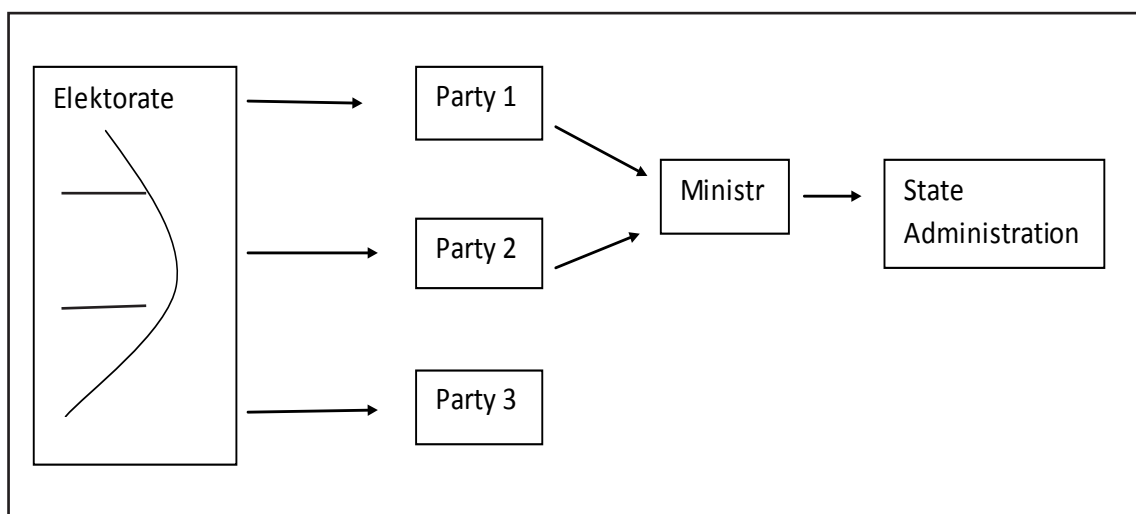 Elektorate
Party 1
Party 2
Party 3
Ministr
State
Administration